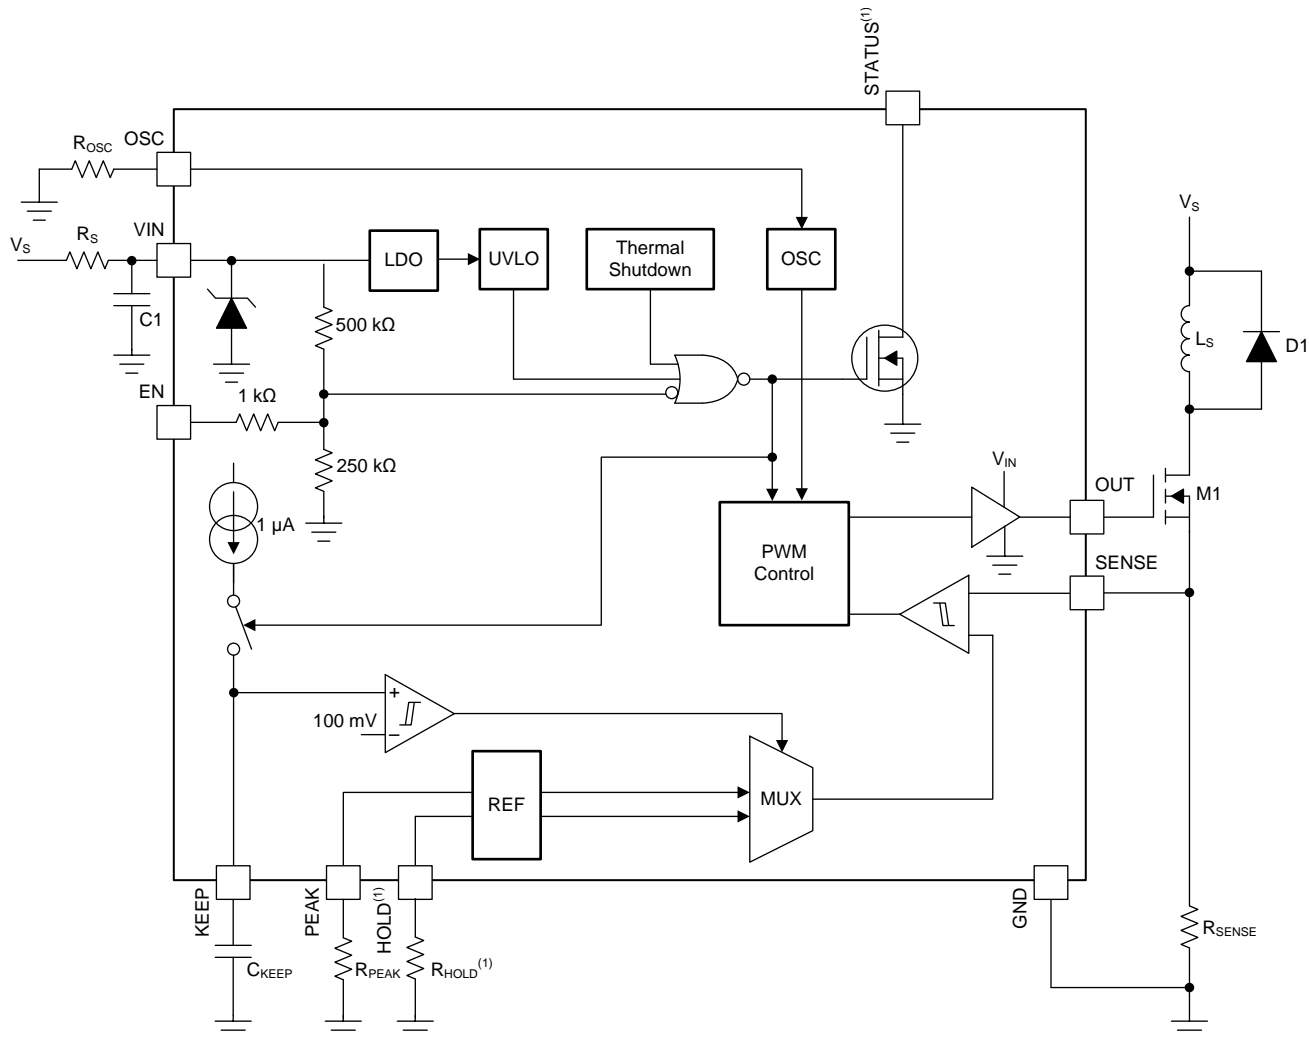 STATUS(1)
OSC
ROSC
VIN
RS
VS
C1
LDO
UVLO
Thermal
Shutdown
OSC
VS
LS
D1
500 kΩ
EN
1 kΩ
250 kΩ
1 µA
VIN
OUT
M1
PWM
Control
SENSE
100 mV
+
−
REF
MUX
KEEP
PEAK
HOLD(1)
GND
CKEEP
RPEAK
RHOLD(1)
RSENSE